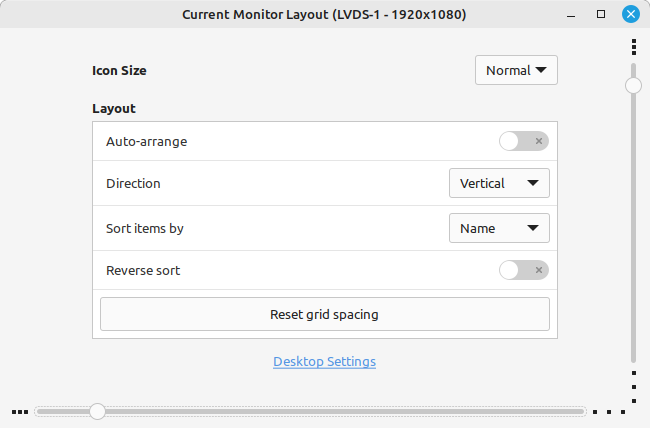 Current Monitor Layout (LVDS-1 - 1920x1080)
Icon Size
Normal
Layout
Auto-arrange
Direction
Vertical
Sort items by
Name
Reverse sort
Reset grid spacing
Desktop Settings